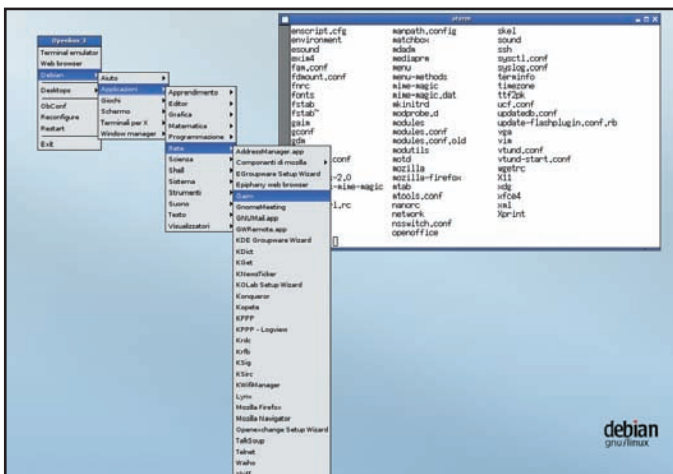 Openbox 3
Terminal emulator
Web browser
Debian
Desktops
ObConf
Reconfigure
Restart
Exit
Aiuto
Applicazioni
Giochi
Schermo
Terminali per X
Window manager
Apprendimento
Editor
Grafica
Matematica
Programmazione
Rete
Scienza
Shell
Sistema
Strumenti
Suono
Testo
Visualizzatori
AddressManager.app
Componenti di mozilla
EGroupware Setup Wizard
Epiphany web browser
Gaim
GnomeMeeting
GNUMail.app
GWRemote.app
KDE Groupware Wizard
KDict
KGet
KNewsTicker
KOLab Setup Wizard
Konqueror
Kopete
KPPP
KPPP - Logview
Krdc
Krfb
KSig
KSirc
KWifiManager
Lynx
Mozilla Firefox
Mozilla Navigator
Openexchange Setup Wizard
TalkSoup
Telnet
pterm
enscript.cfg manpath.config skel
environment matchbox sound
esound mdadm ssh
exim4 mediaprm sysctl.conf
fam.conf menu syslog.conf
fdmount.conf menu-methods terminfo
fnrc mime-magic timezone
fonts mime-magic.dat ttf2pk
fstab mkinitrd ucf.conf
fstab~ modprobe.d updatedb.conf
gaim modules update-flashplugin.conf.rb
gconf modules.conf vga
gdm modules.conf.old vim
modutils vtund.conf
conf motd vtund-start.conf
mozilla wgetrc
-2.0 mozilla-firefox X11
-mime-magic mtab xdg
mtools.conf xfce4
.rc nanorc xml
network Xprint
nsswitch.conf
openoffice
debian
gnu/linux